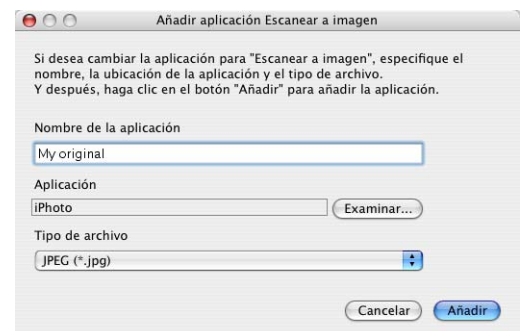 Añadir aplicación Escanear a imagen
Si desea cambiar la aplicación para "Escanear a imagen", especifique el
nombre, la ubicación de la aplicación y el tipo de archivo.
Y después, haga clic en el botón "Añadir" para añadir la aplicación.
Nombre de la aplicación
My original
Aplicación
iPhoto
Examinar...
Tipo de archivo
JPEG (*.jpg)
Cancelar
Añadir